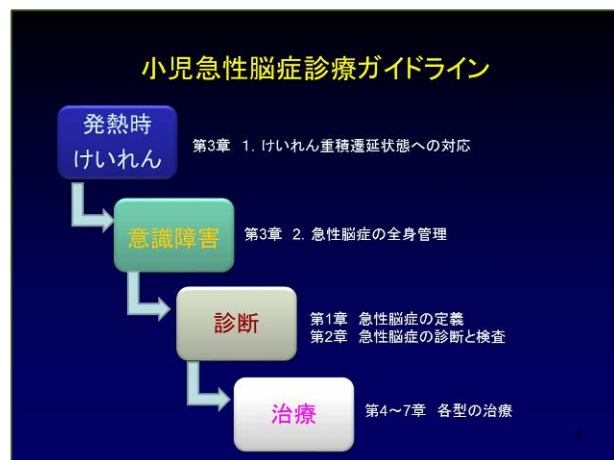 小児急性脳症診療ガイドライン
発熱時
けいれん
第3章 1. けいれん重積遷延状態への対応
意識障害
第3章 2. 急性脳症の全身管理
診断
第1章 急性脳症の定義
第2章 急性脳症の診断と検査
治療
第4～7章 各型の治療